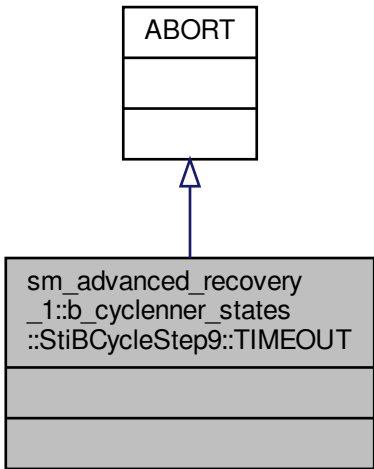 ABORT
sm_advanced_recovery
_1::b_cyclenner_states
::StiBCycleStep9::TIMEOUT